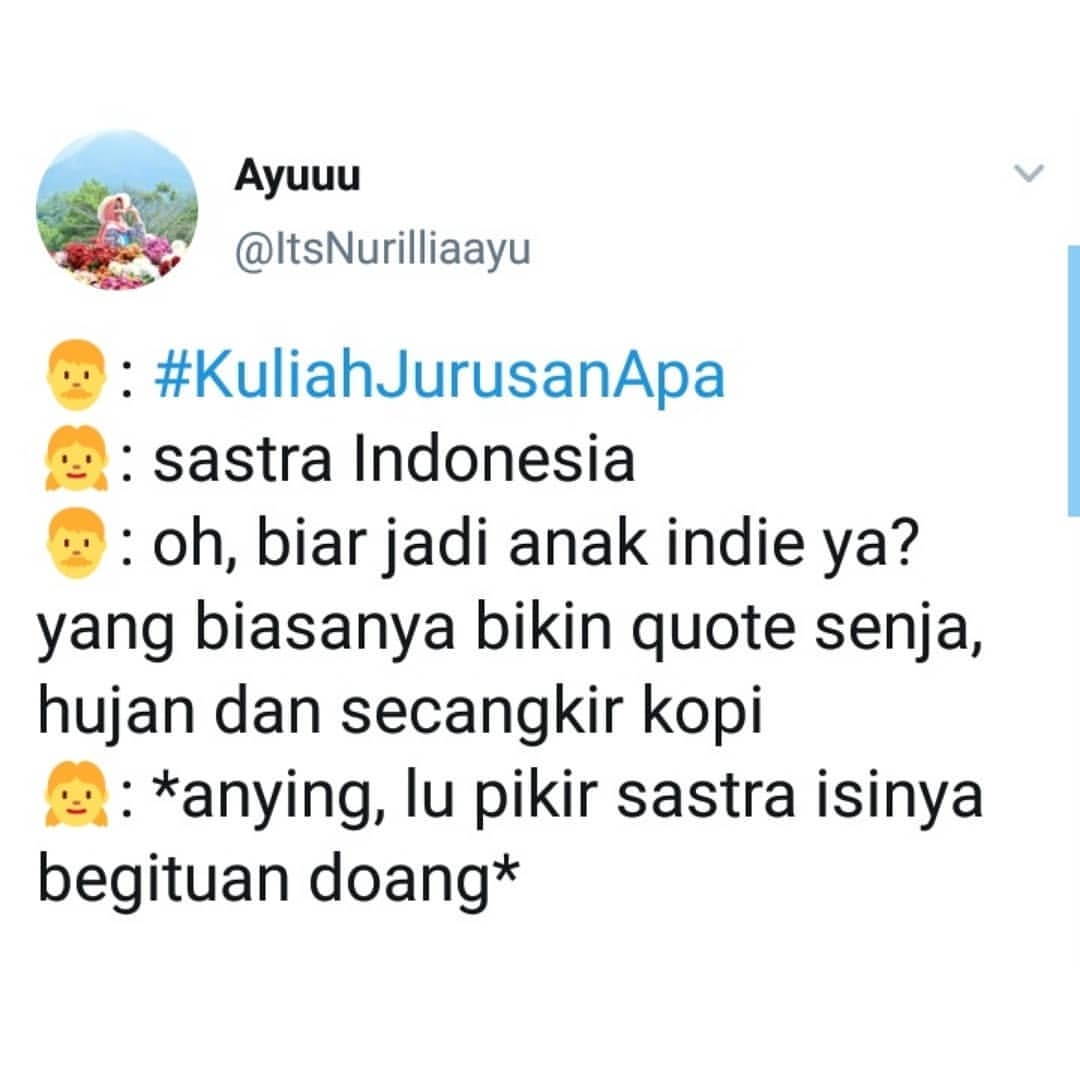 Ayuuu
@ItsNurilliaayu
👨: #KuliahJurusanApa
👧: sastra Indonesia
👨: oh, biar jadi anak indie ya?
yang biasanya bikin quote senja,
hujan dan secangkir kopi
👧: *anying, lu pikir sastra isinya
begituan doang*